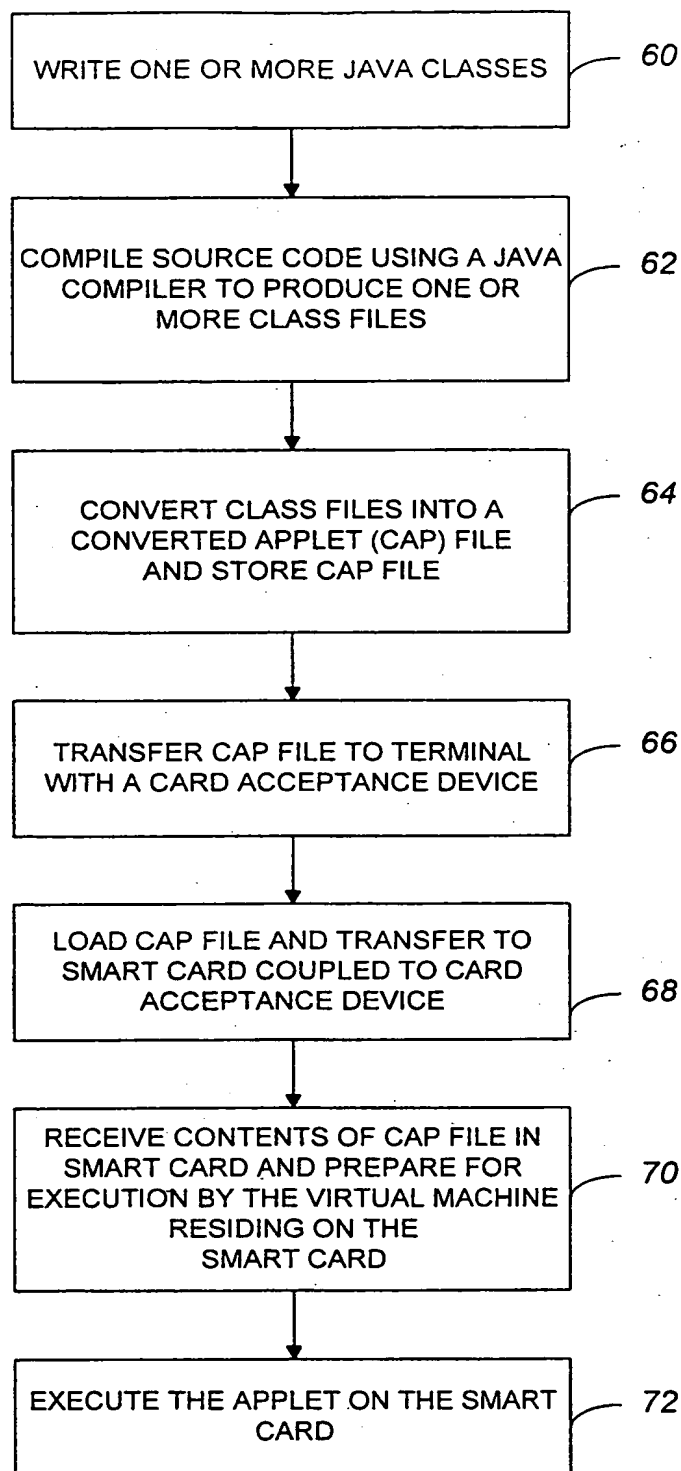 WRITE ONE OR MORE JAVA CLASSES
60
COMPILE SOURCE CODE USING A JAVA
COMPILER TO PRODUCE ONE OR
MORE CLASS FILES
62
CONVERT CLASS FILES INTO A
CONVERTED APPLET (CAP) FILE
AND STORE CAP FILE
64
TRANSFER CAP FILE TO TERMINAL
WITH A CARD ACCEPTANCE DEVICE
66
LOAD CAP FILE AND TRANSFER TO
SMART CARD COUPLED TO CARD
ACCEPTANCE DEVICE
68
RECEIVE CONTENTS OF CAP FILE IN
SMART CARD AND PREPARE FOR
EXECUTION BY THE VIRTUAL MACHINE
RESIDING ON THE
SMART CARD
70
EXECUTE THE APPLET ON THE SMART
CARD
72